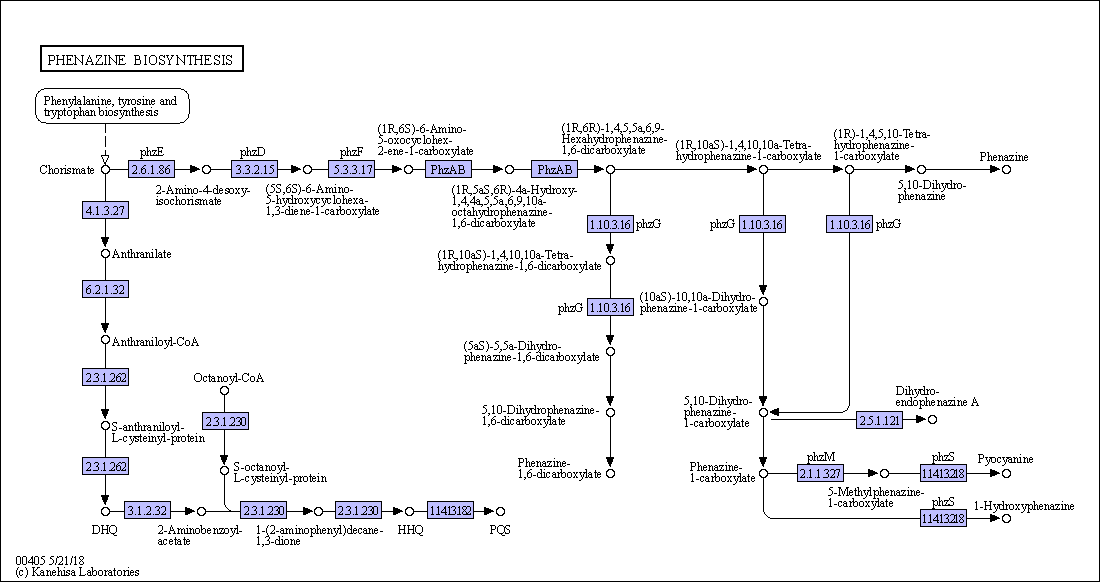 PHENAZINE BIOSYNTHESIS
Phenylalanine, tyrosine and
tryptophan biosynthesis
Chorismate
phzE
2.6.1.86
2-Amino-4-desoxy-
isochorismate
phzD
3.3.2.15
(5S,6S)-6-Amino-
5-hydroxycyclohexa-
1,3-diene-1-carboxylate
phzF
5.3.3.17
(1R,6S)-6-Amino-
5-oxocyclohex-
2-ene-1-carboxylate
PhzAB
(1R,5aS,6R)-4a-Hydroxy-
1,4,4a,5,5a,6,9,10a-
octahydrophenazine-
1,6-dicarboxylate
PhzAB
(1R,6R)-1,4,5,5a,6,9-
Hexahydrophenazine-
1,6-dicarboxylate
(1R,10aS)-1,4,10,10a-Tetra-
hydrophenazine-1-carboxylate
(1R)-1,4,5,10-Tetra-
hydrophenazine-
1-carboxylate
5,10-Dihydro-
phenazine
Phenazine
4.1.3.27
Anthranilate
6.2.1.32
Anthraniloyl-CoA
2.3.1.262
S-anthraniloyl-
L-cysteinyl-protein
2.3.1.262
DHQ
Octanoyl-CoA
2.3.1.230
S-octanoyl-
L-cysteinyl-protein
3.1.2.32
2-Aminobenzoyl-
acetate
2.3.1.230
1-(2-aminophenyl)decane-
1,3-dione
2.3.1.230
HHQ
1.14.13.182
PQS
1.10.3.16
phzG
(1R,10aS)-1,4,10,10a-Tetra-
hydrophenazine-1,6-dicarboxylate
phzG
1.10.3.16
(5aS)-5,5a-Dihydro-
phenazine-1,6-dicarboxylate
5,10-Dihydrophenazine-
1,6-dicarboxylate
Phenazine-
1,6-dicarboxylate
phzG
1.10.3.16
1.10.3.16
phzG
(10aS)-10,10a-Dihydro-
phenazine-1-carboxylate
5,10-Dihydro-
phenazine-
1-carboxylate
2.5.1.121
Dihydro-
endophenazine A
Phenazine-
1-carboxylate
phzM
2.1.1.327
5-Methylphenazine-
1-carboxylate
phzS
1.14.13.218
Pyocyanine
phzS
1.14.13.218
1-Hydroxyphenazine
00405 5/21/18
(c) Kanehisa Laboratories